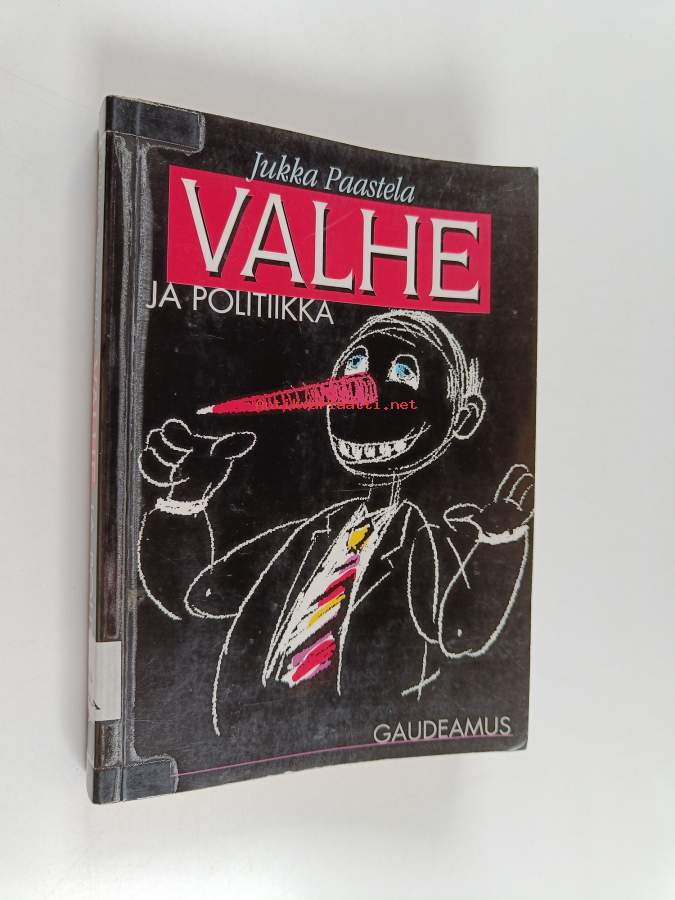 Jukka Paastela
VALHE
JA POLITIIKKA
GAUDEAMUS